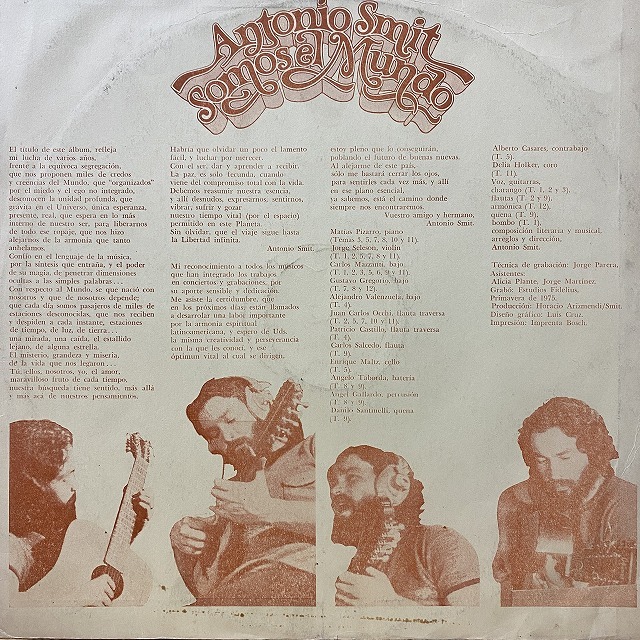 Antonio Smit
Somos el Mundo
El título de este álbum, refleja
mi lucha de varios años,
frente a la equívoca segregación,
que nos proponen miles de credos
y creencias del Mundo, que "organizados"
por el miedo y el ego no integrado,
desconocen la unidad profunda, que
gravita en el Universo, única esperanza,
presente, real, que espera en lo más
interno de nuestro ser, para liberarnos
de todo ese ropaje, que nos hizo
alejarnos de la armonía que tanto
anhelamos.
Confío en el lenguaje de la música,
por la síntesis que entraña, y el poder
de su magia, de penetrar dimensiones
ocultas a las simples palabras...
Con respecto al Mundo, se que nació con
nosotros y que de nosotros depende;
que cada día somos pasajeros de miles de
estaciones desconocidas, que nos reciben
y despiden a cada instante, estaciones
de tiempo, de luz, de tierra,
una mirada, una caída, el estallido
lejano, de alguna estrella.
El misterio, grandeza y miseria,
de la vida que nos legaron...
Tú, ellos, nosotros, yo, el amor,
maravilloso fruto de cada tiempo,
nuestra búsqueda tiene sentido, más allá
y más acá de nuestros pensamientos.
Habría que olvidar un poco el lamento
fácil, y luchar por merecer.
Con el ser, dar y aprender a recibir.
La paz, es solo fecunda, cuando
viene del compromiso total con la vida.
Debemos reasumir nuestra esencia,
y allí desnudos, expresarnos, sentirnos,
vibrar, sufrir y gozar
nuestro tiempo vital (por el espacio)
permitido en este Planeta.
Sin olvidar, que el viaje sigue hasta
la Libertad infinita.
Antonio Smit.
Mi reconocimiento a todos los músicos
que han integrado los trabajos
en conciertos y grabaciones, por
su aporte sensible y dedicación.
Me asiste la certidumbre, que
en los próximos días, están llamados
a desarrollar una labor importante
por la armonía espiritual
latinoamericana, y espero de Uds.
la misma creatividad y perseverancia
con la que les conocí, y ese
óptimum vital al cual se dirigen.
estoy pleno que lo conseguirán,
poblando el futuro de buenas nuevas.
Al alejarme de este país,
sólo me bastará cerrar los ojos,
para sentirles cada vez más, y allí
en ese plano esencial,
ya sabemos, está el camino donde
siempre nos encontraremos.
Vuestro amigo y hermano,
Antonio Smit.
Matías Pizarro, piano
(Temas 3, 5, 7, 8, 10 y 11).
Jorge Seleson, violín
(T. 1, 2, 5, 7, 8 y 11).
Carlos Mazzutti, bajo
(T. 1, 2, 3, 5, 6, 9 y 11).
Gustavo Gregorio, bajo
(T. 7, 8 y 12).
Alejandro Valenzuela, bajo
(T. 4).
Juan Carlos Occhi, flauta traversa
(T. 2, 5, 7, 10 y 11).
Patricio Castillo, flauta traversa
(T. 4).
Carlos Salcedo, flauta
(T. 9).
Enrique Maltz, cello
(T. 5).
Angelo Taborda, batería
(T. 8 y 9).
Angel Gallardo, percusión
(T. 8 y 9).
Danilo Santinelli, quena
(T. 9).
Alberto Casares, contrabajo
(T. 5).
Delia Holker, coro
(T. 11).
Voz, guitarras,
charango (T. 1, 2 y 3),
flautas (T. 2 y 9),
armónica (T. 12),
quena (T. 9),
bombo (T. 1),
composición literaria y musical,
arreglos y dirección,
Antonio Smit.
Técnica de grabación: Jorge Parera,
Asistentes:
Alicia Plante, Jorge Martínez.
Grabó: Estudios Fidelius.
Primavera de 1975.
Producción: Horacio Arizmendi/Smit.
Diseño gráfico: Luis Cruz.
Impresión: Imprenta Bosch.